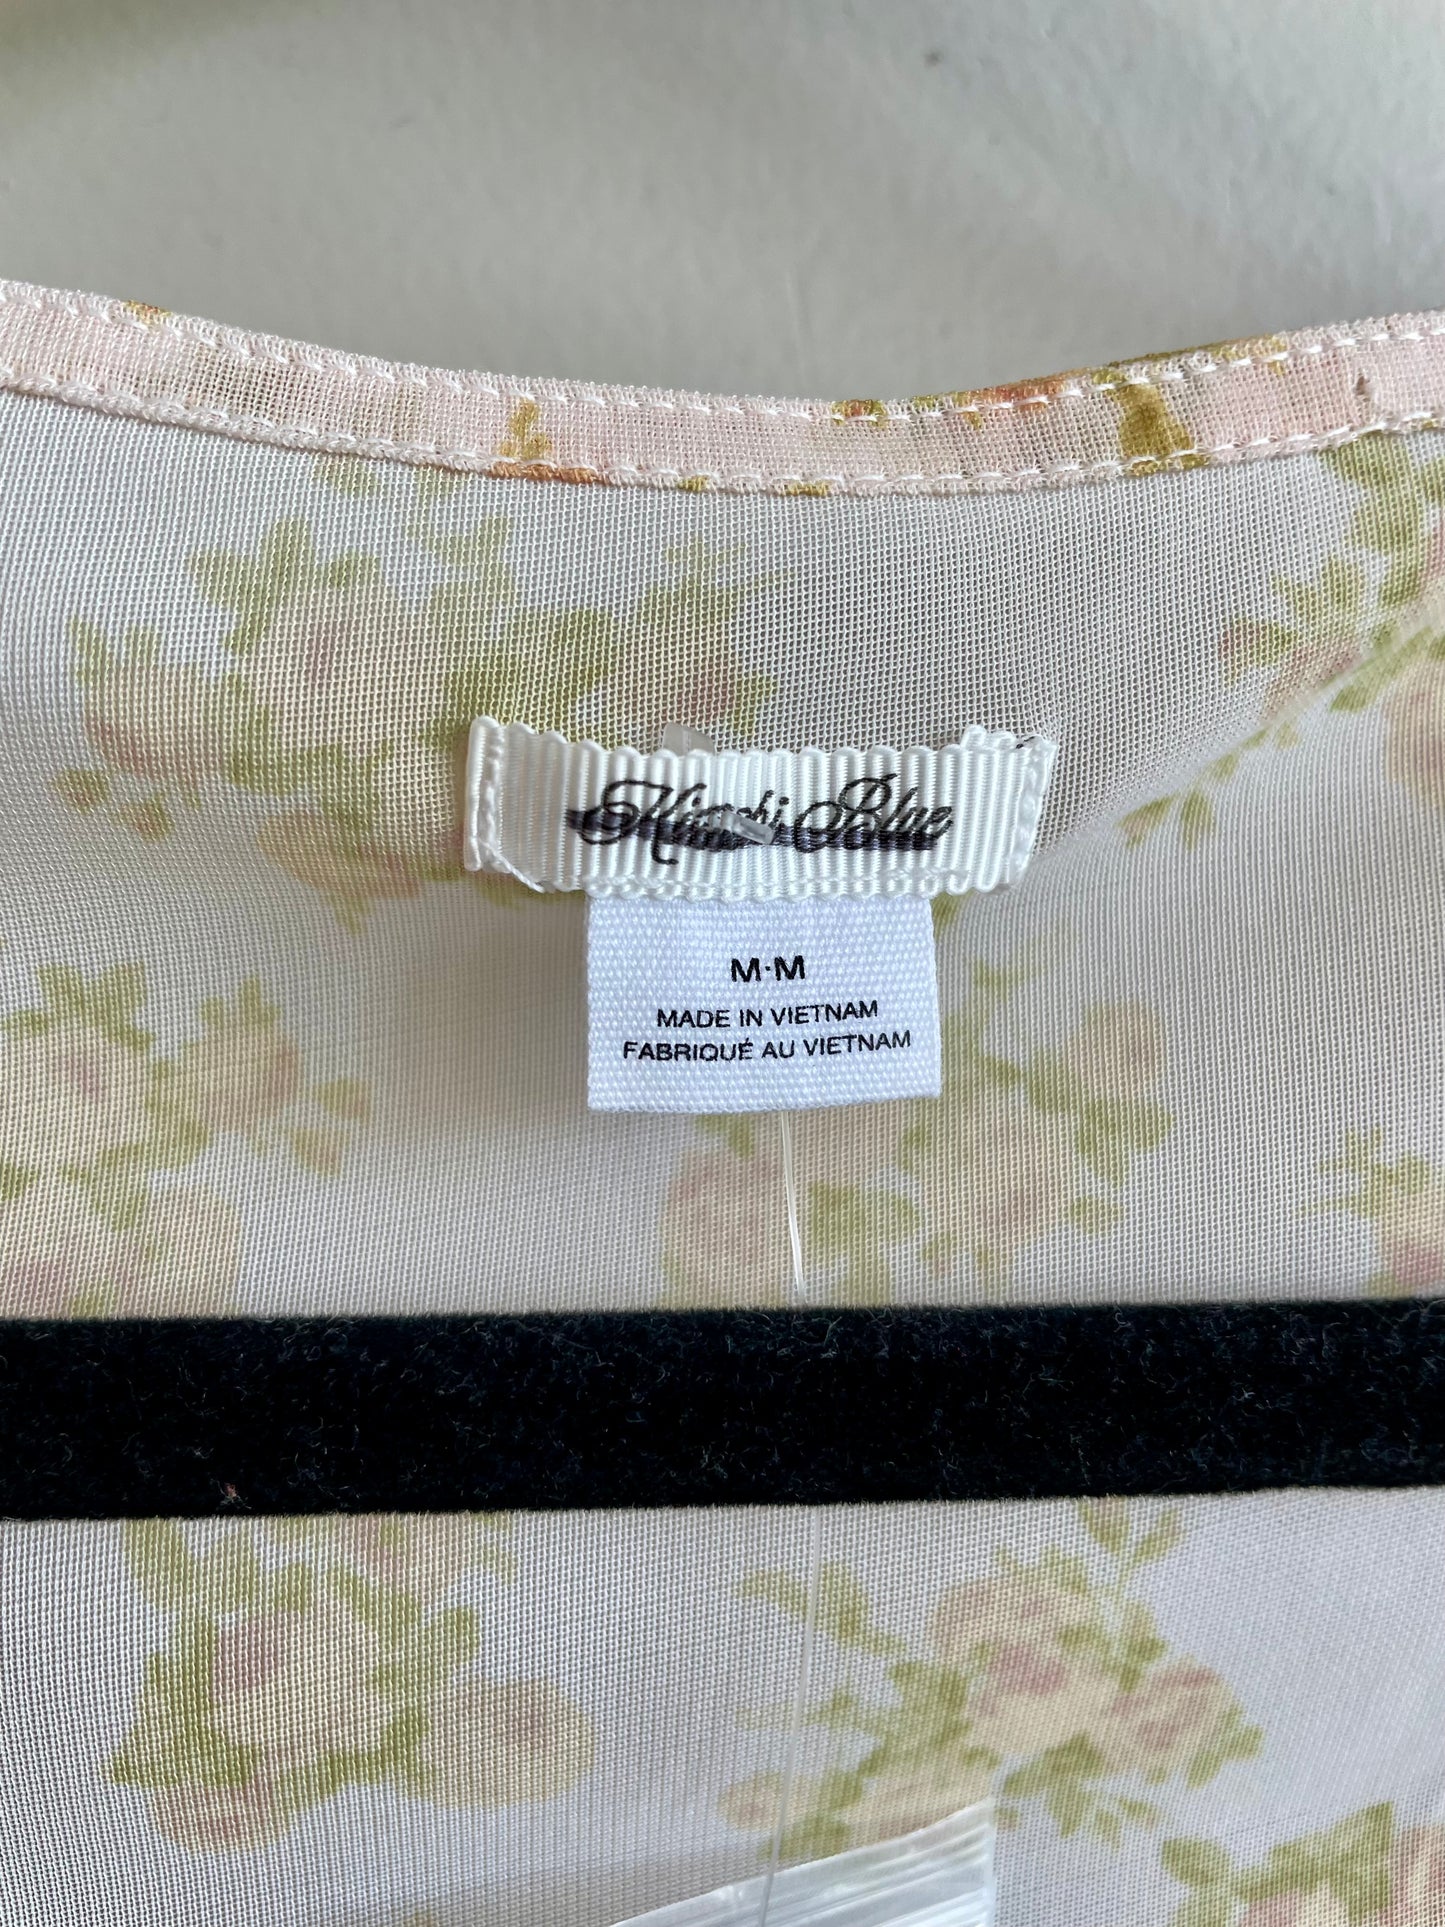 Kimchi Blue
M·M
MADE IN VIETNAM
FABRIQUÉ AU VIETNAM